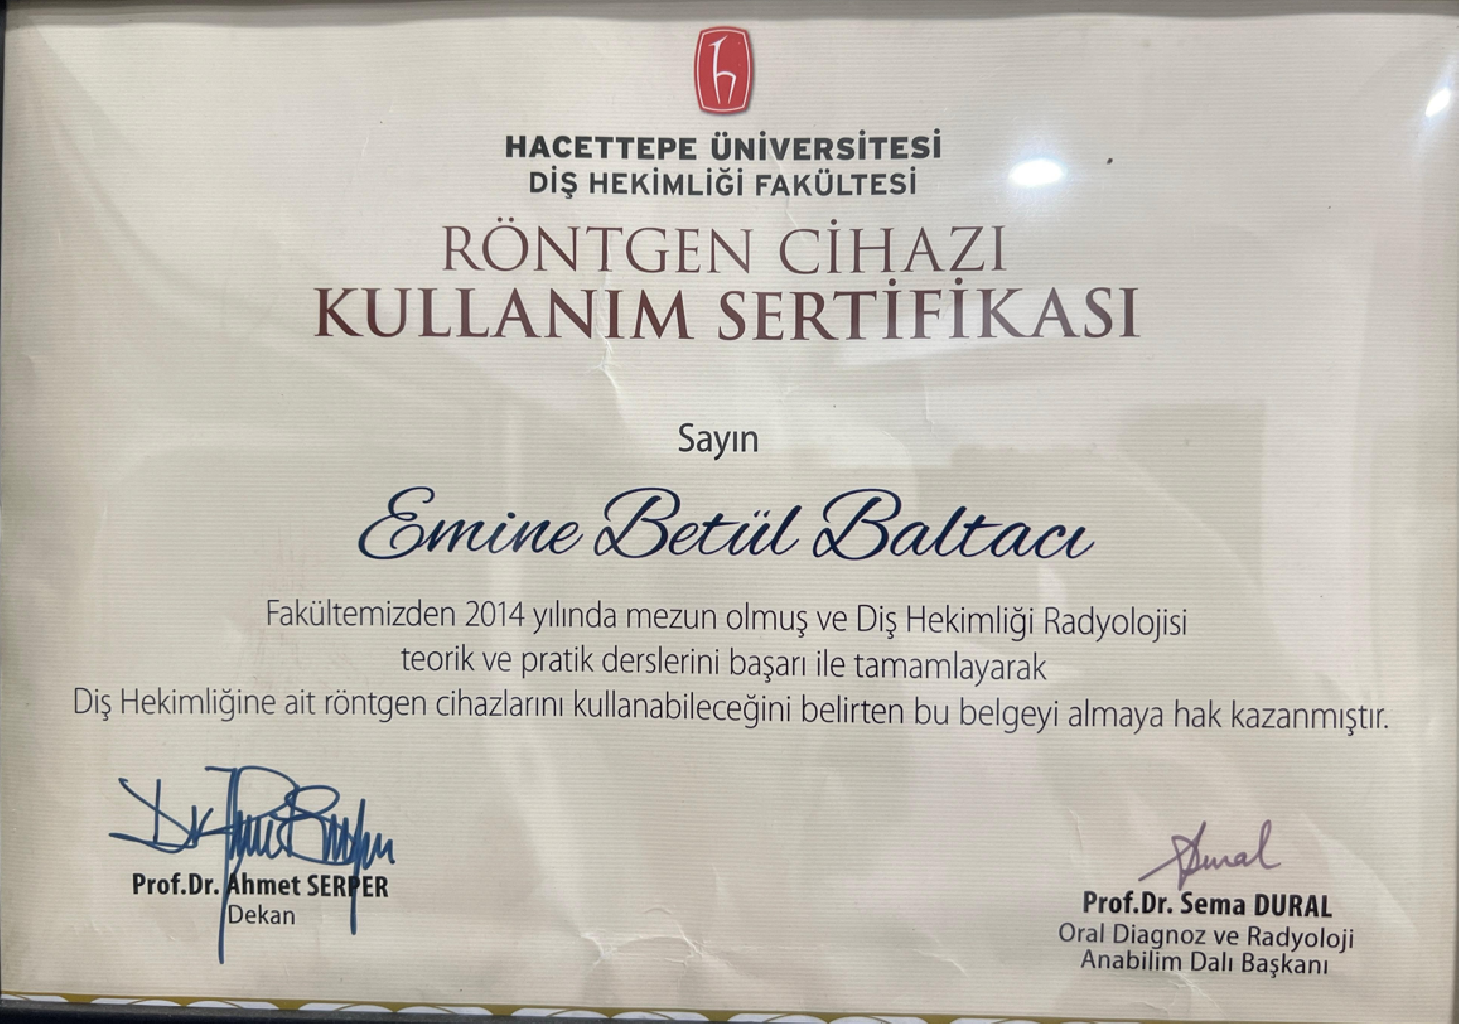 HACETTEPE ÜNİVERSİTESİ
DİŞ HEKİMLİĞİ FAKÜLTESİ
RÖNTGEN CİHAZI
KULLANIM SERTİFİKASI
Sayın
Emine Betül Baltacı
Fakültemizden 2014 yılında mezun olmuş ve Diş Hekimliği Radyolojisi
teorik ve pratik derslerini başarı ile tamamlayarak
Diş Hekimliğine ait röntgen cihazlarını kullanabileceğini belirten bu belgeyi almaya hak kazanmıştır.
Prof.Dr. Ahmet SERPER
Dekan
Prof.Dr. Sema DURAL
Oral Diagnoz ve Radyoloji
Anabilim Dalı Başkanı